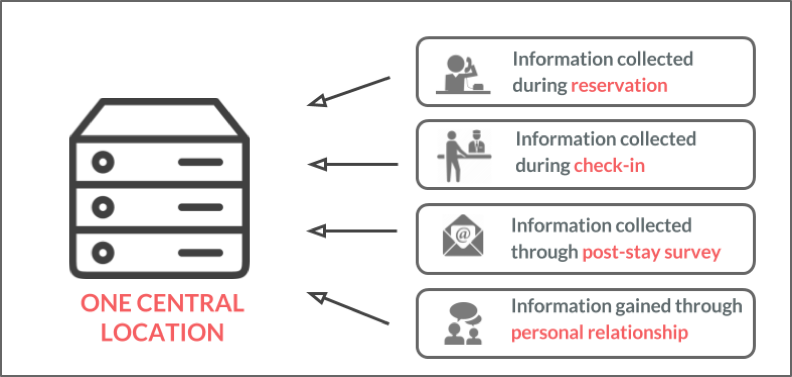 Information collected
during reservation
Information collected
during check-in
Information collected
through post-stay survey
Information gained through
personal relationship
ONE CENTRAL
LOCATION
@